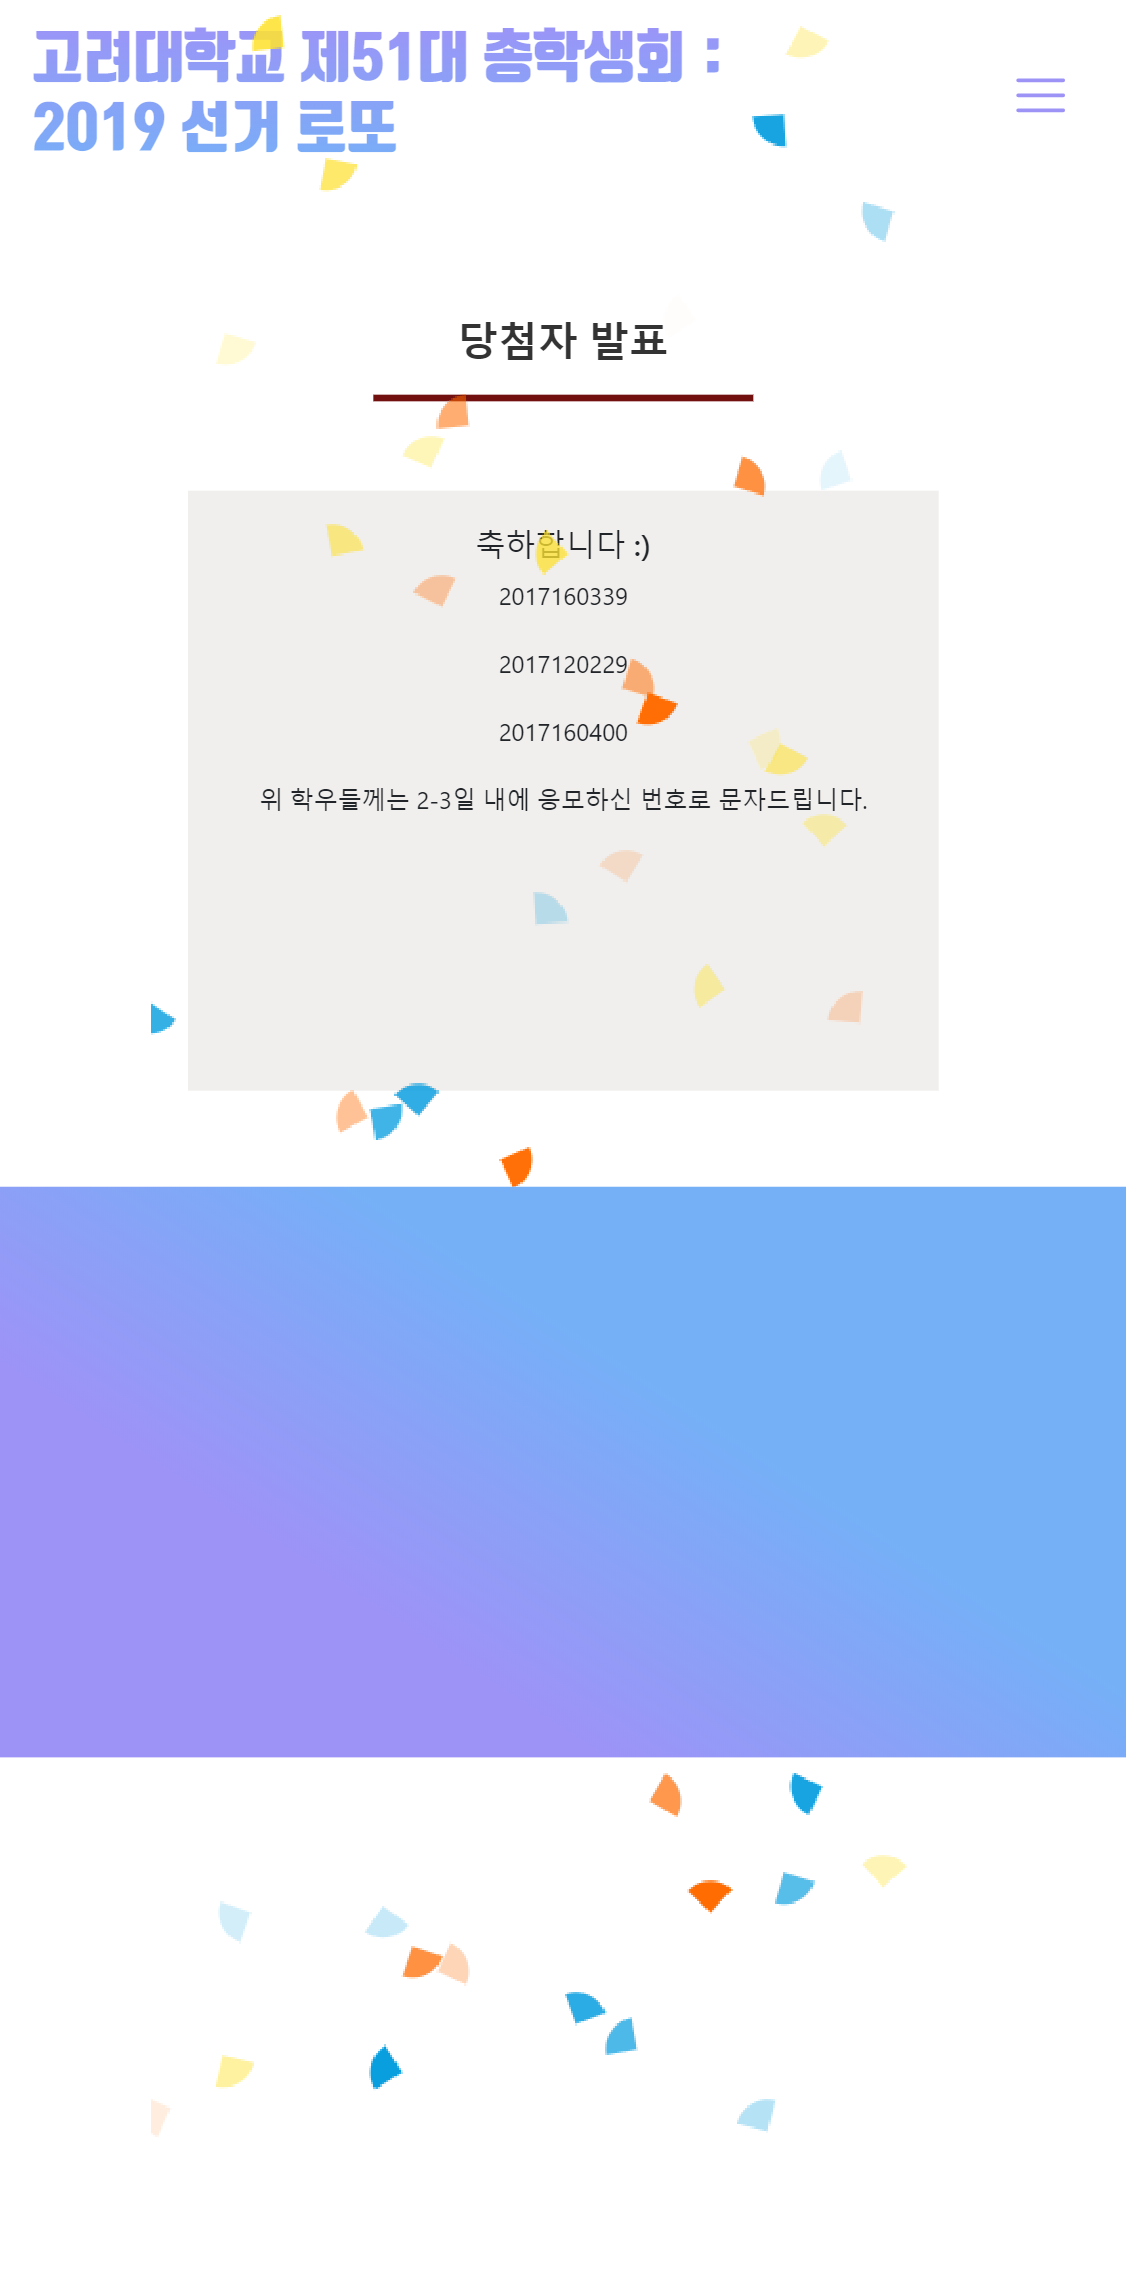 고려대학교 제51대 총학생회 :
2019 선거 로또
당첨자 발표
축하합니다 :)
2017160339
2017120229
2017160400
위 학우들께는 2-3일 내에 응모하신 번호로 문자드립니다.